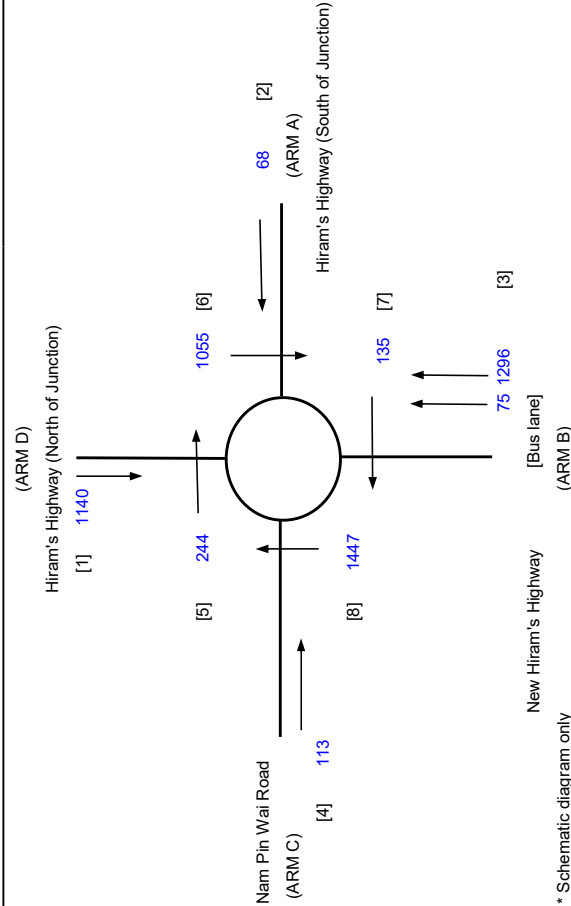 (ARM D)
Hiram's Highway (North of Junction)
1140
[1]
[2]
68
(ARM A)
Hiram's Highway (South of Junction)
1055 [6]
244
[5]
135
[7]
Nam Pin Wai Road
(ARM C)
[4]
113
1447
[8]
75 1296
[3]
[Bus lane]
(ARM B)
New Hiram's Highway
* Schematic diagram only